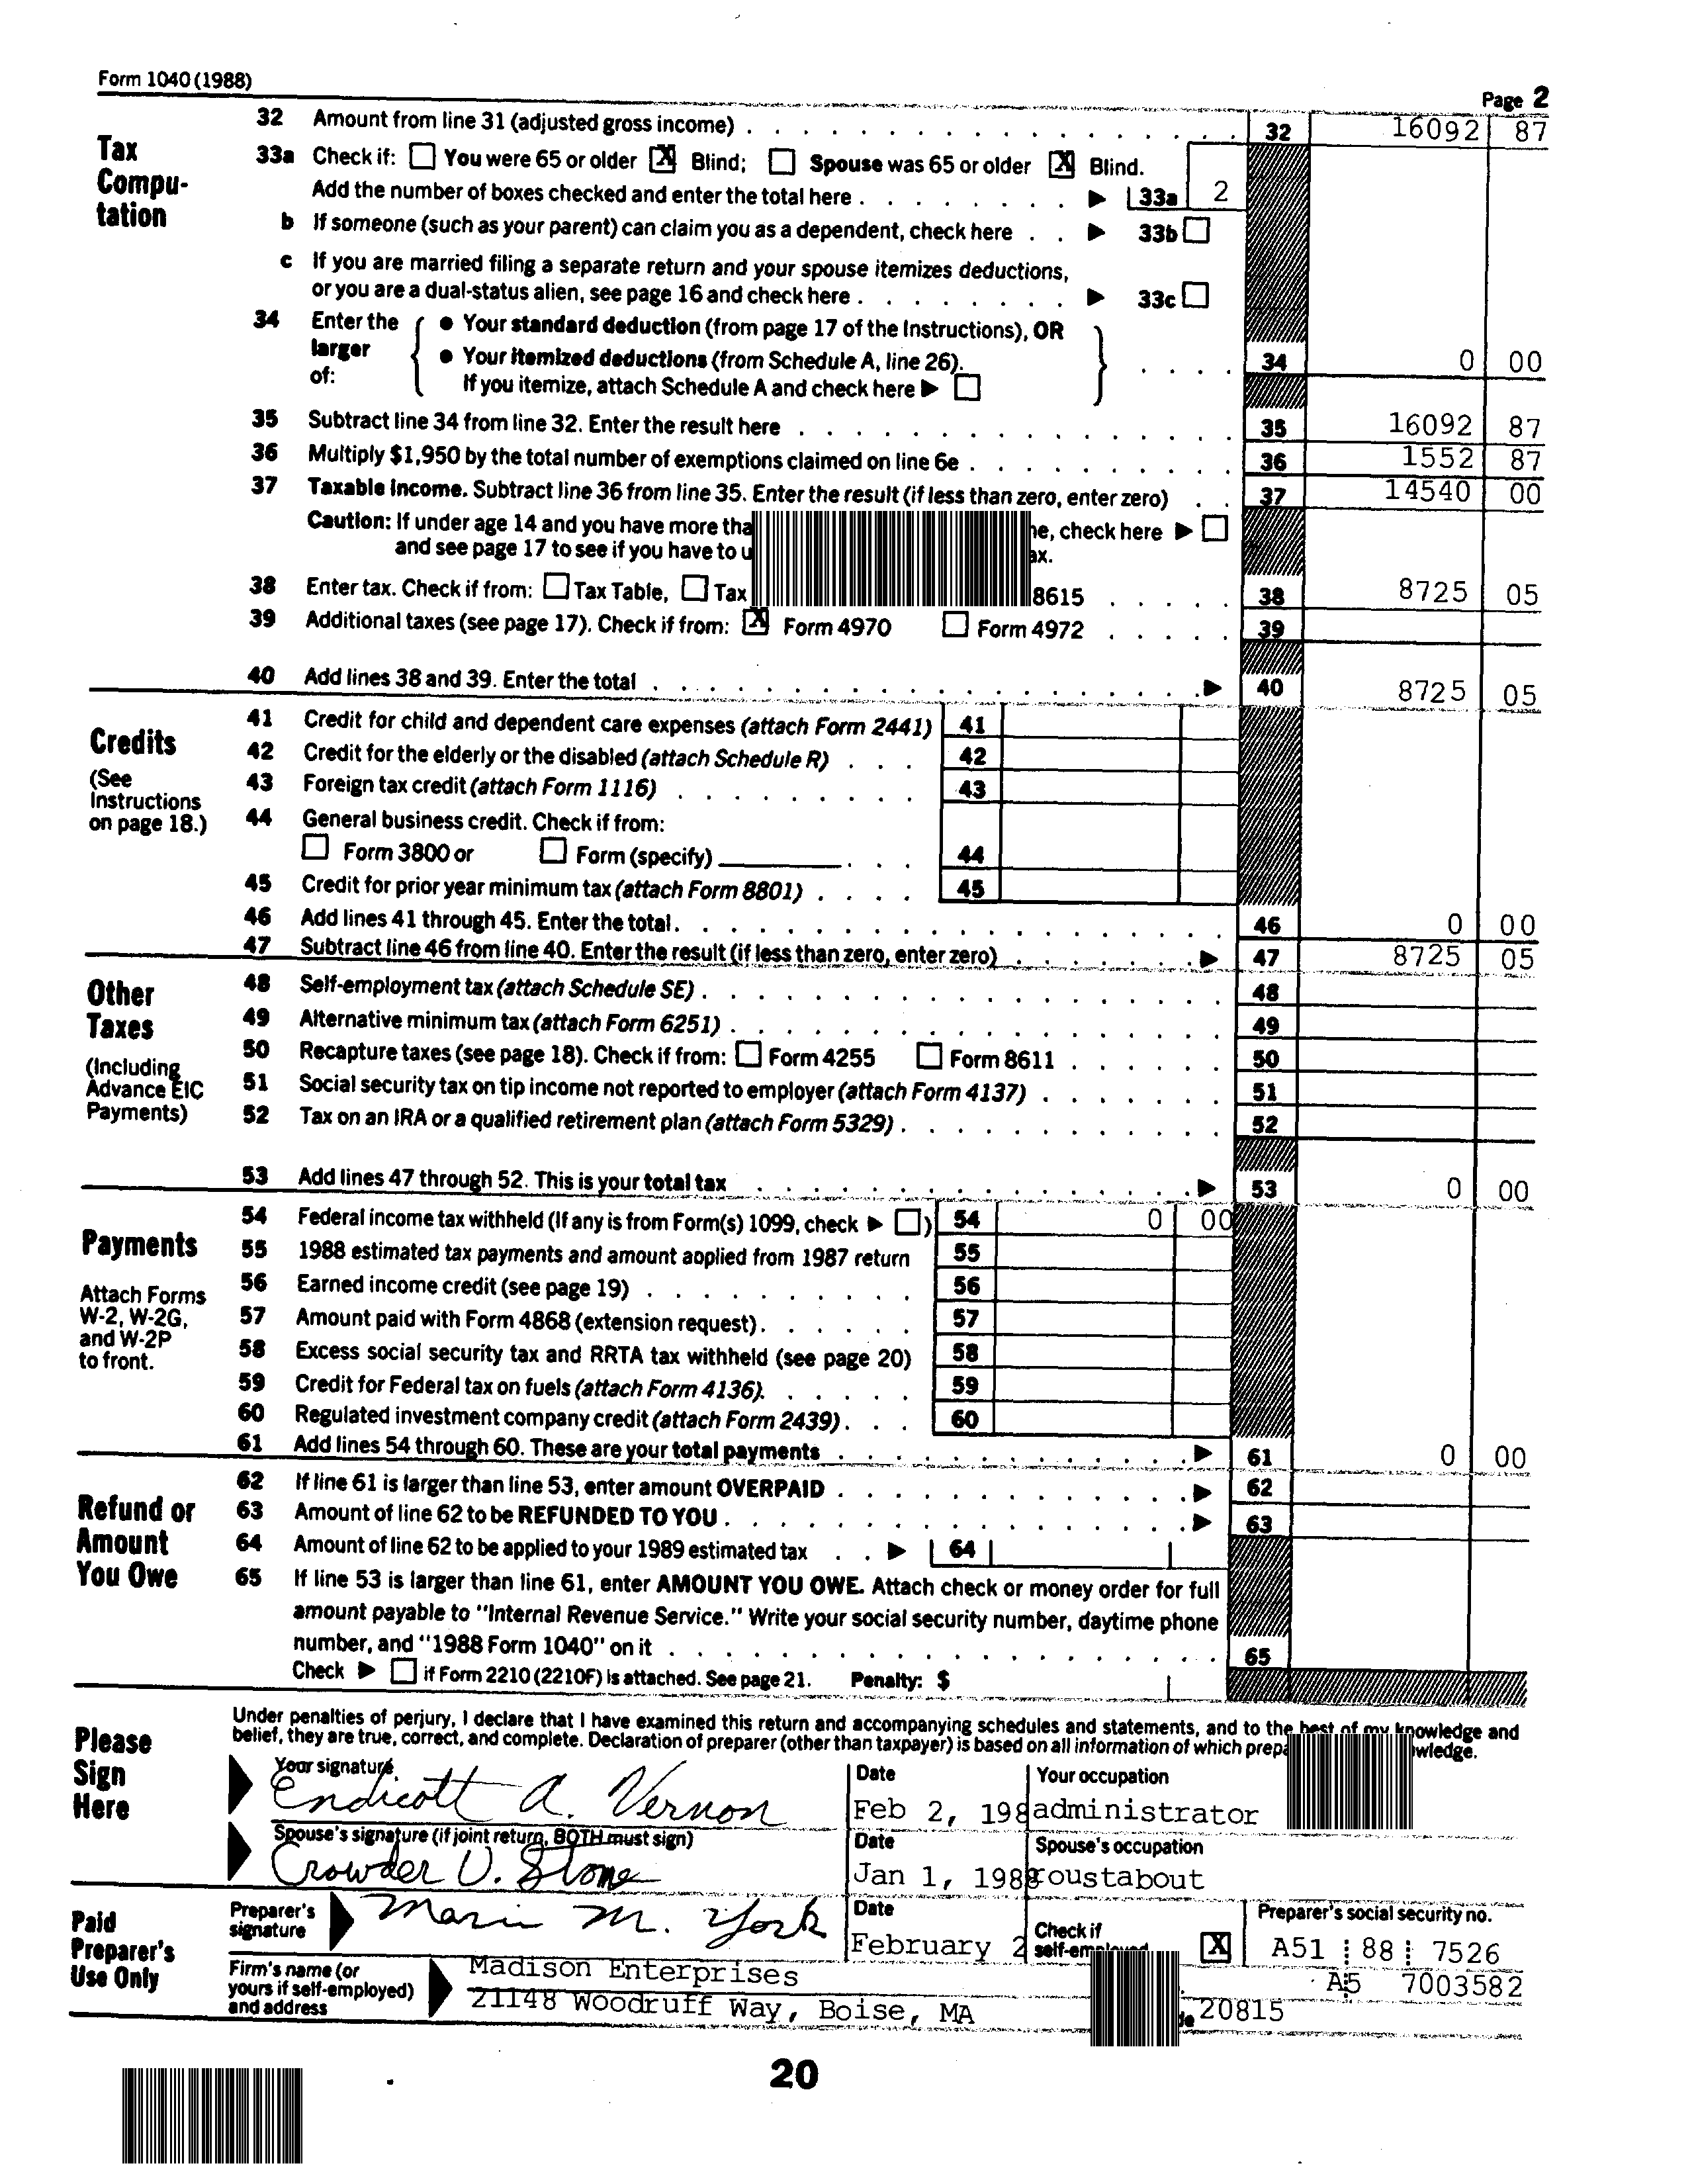 Form 1040 (1988)
Page 2
Tax Compu- tation
32 Amount from line 31 (adjusted gross income) 32 16092 87
33a Check if: You were 65 or older X Blind; Spouse was 65 or older X Blind.
Add the number of boxes checked and enter the total here 33a 2
b If someone (such as your parent) can claim you as a dependent, check here 33b
c If you are married filing a separate return and your spouse itemizes deductions,
or you are a dual-status alien, see page 16 and check here 33c
34 Enter the larger of:
● Your standard deduction (from page 17 of the Instructions), OR
● Your itemized deductions (from Schedule A, line 26).
If you itemize, attach Schedule A and check here 34 0 00
35 Subtract line 34 from line 32. Enter the result here 35 16092 87
36 Multiply $1,950 by the total number of exemptions claimed on line 6e 36 1552 87
37 Taxable income. Subtract line 36 from line 35. Enter the result (if less than zero, enter zero) 37 14540 00
Caution: If under age 14 and you have more check here
and see page 17 to see if you have to
38 Enter tax. Check if from: Tax Table, Tax 8615 38 8725 05
39 Additional taxes (see page 17). Check if from: X Form 4970 Form 4972 39
40 Add lines 38 and 39. Enter the total 40 8725 05
Credits
(See Instructions on page 18.)
41 Credit for child and dependent care expenses (attach Form 2441) 41
42 Credit for the elderly or the disabled (attach Schedule R) 42
43 Foreign tax credit (attach Form 1116) 43
44 General business credit. Check if from:
Form 3800 or Form (specify) 44
45 Credit for prior year minimum tax (attach Form 8801) 45
46 Add lines 41 through 45. Enter the total. 46 0 00
47 Subtract line 46 from line 40. Enter the result (if less than zero, enter zero) 47 8725 05
Other Taxes
(Including Advance EIC Payments)
48 Self-employment tax (attach Schedule SE) 48
49 Alternative minimum tax (attach Form 6251) 49
50 Recapture taxes (see page 18). Check if from: Form 4255 Form 8611 50
51 Social security tax on tip income not reported to employer (attach Form 4137) 51
52 Tax on an IRA or a qualified retirement plan (attach Form 5329) 52
53 Add lines 47 through 52. This is your total tax 53 0 00
Payments
Attach Forms W-2, W-2G, and W-2P to front.
54 Federal income tax withheld (If any is from Form(s) 1099, check ) 54 0 00
55 1988 estimated tax payments and amount applied from 1987 return 55
56 Earned income credit (see page 19) 56
57 Amount paid with Form 4868 (extension request) 57
58 Excess social security tax and RRTA tax withheld (see page 20) 58
59 Credit for Federal tax on fuels (attach Form 4136) 59
60 Regulated investment company credit (attach Form 2439) 60
61 Add lines 54 through 60. These are your total payments 61 0 00
Refund or Amount You Owe
62 If line 61 is larger than line 53, enter amount OVERPAID 62
63 Amount of line 62 to be REFUNDED TO YOU 63
64 Amount of line 62 to be applied to your 1989 estimated tax 64
65 If line 53 is larger than line 61, enter AMOUNT YOU OWE. Attach check or money order for full
amount payable to "Internal Revenue Service." Write your social security number, daytime phone
number, and "1988 Form 1040" on it 65
Check if Form 2210 (2210F) is attached. See page 21. Penalty: $
Please Sign Here
Under penalties of perjury, I declare that I have examined this return and accompanying schedules and statements, and to the best of my knowledge and
belief, they are true, correct, and complete. Declaration of preparer (other than taxpayer) is based on all information of which
Your signature Date Your occupation
Endicott A. Vernon Feb 2, 198 administrator
Spouse's signature (if joint return, BOTH must sign) Date Spouse's occupation
Crowder U. Stone Jan 1, 198 roustabout
Paid Preparer's Use Only
Preparer's signature Date Check if self-employed X Preparer's social security no.
Marin M. York February 2 A51 88 7526
Firm's name (or yours if self-employed) and address
Madison Enterprises A5 7003582
21148 Woodruff Way, Boise, MA 20815
20